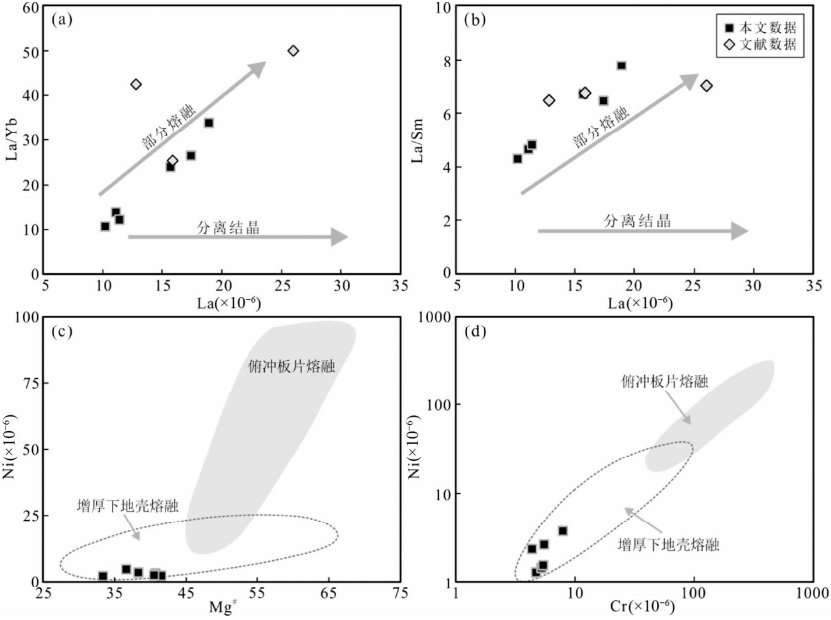 (a)
60
50
40
30
20
10
0
La/Yb
部分熔融
分离结晶
5 10 15 20 25 30 35
La(×10⁻⁶)
(b)
本文数据
文献数据
10
8
6
4
2
0
La/Sm
部分熔融
分离结晶
5 10 15 20 25 30 35
La(×10⁻⁶)
(c)
100
75
50
25
0
Ni(×10⁻⁶)
俯冲板片熔融
增厚下地壳熔融
25 35 45 55 65 75
Mg#
(d)
1000
100
10
1
Ni(×10⁻⁶)
俯冲板片熔融
增厚下地壳熔融
1 10 100 1000
Cr(×10⁻⁶)